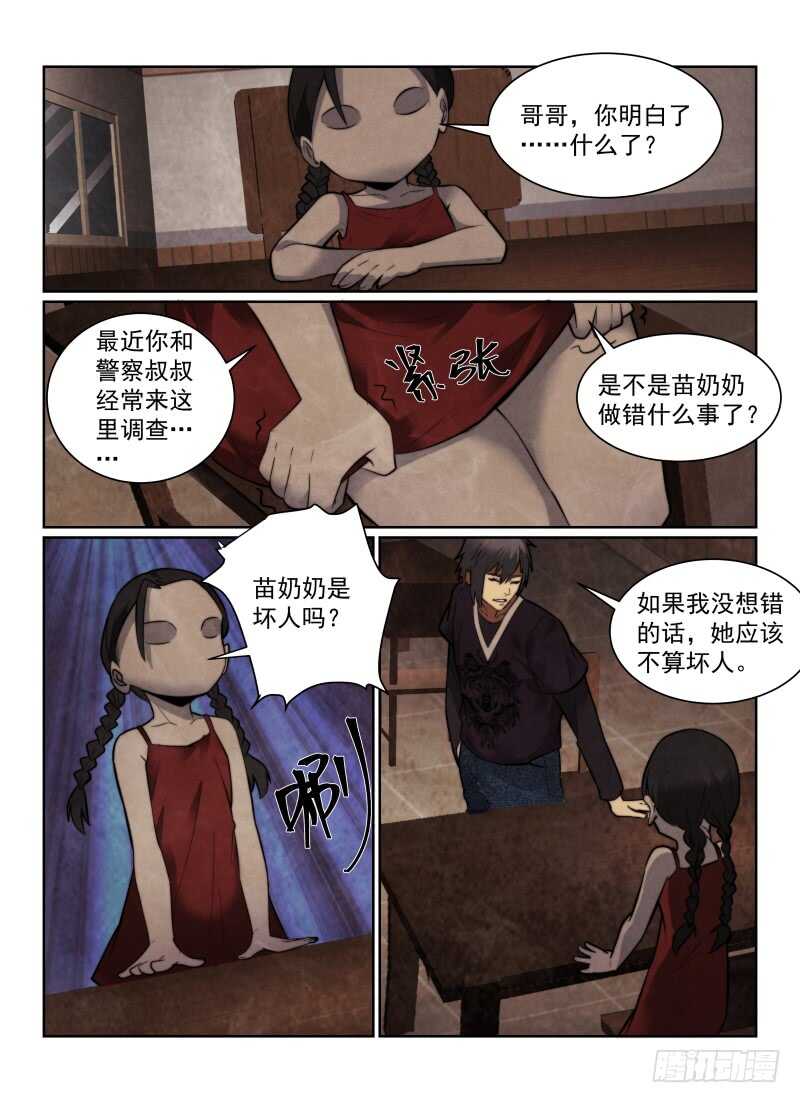 哥哥，你明白了
……什么了？
最近你和
警察叔叔
经常来这
里调查…
…
紧张
是不是苗奶奶
做错什么事了？
苗奶奶是
坏人吗？
唰
如果我没想错
的话，她应该
不算坏人。
腾讯动漫